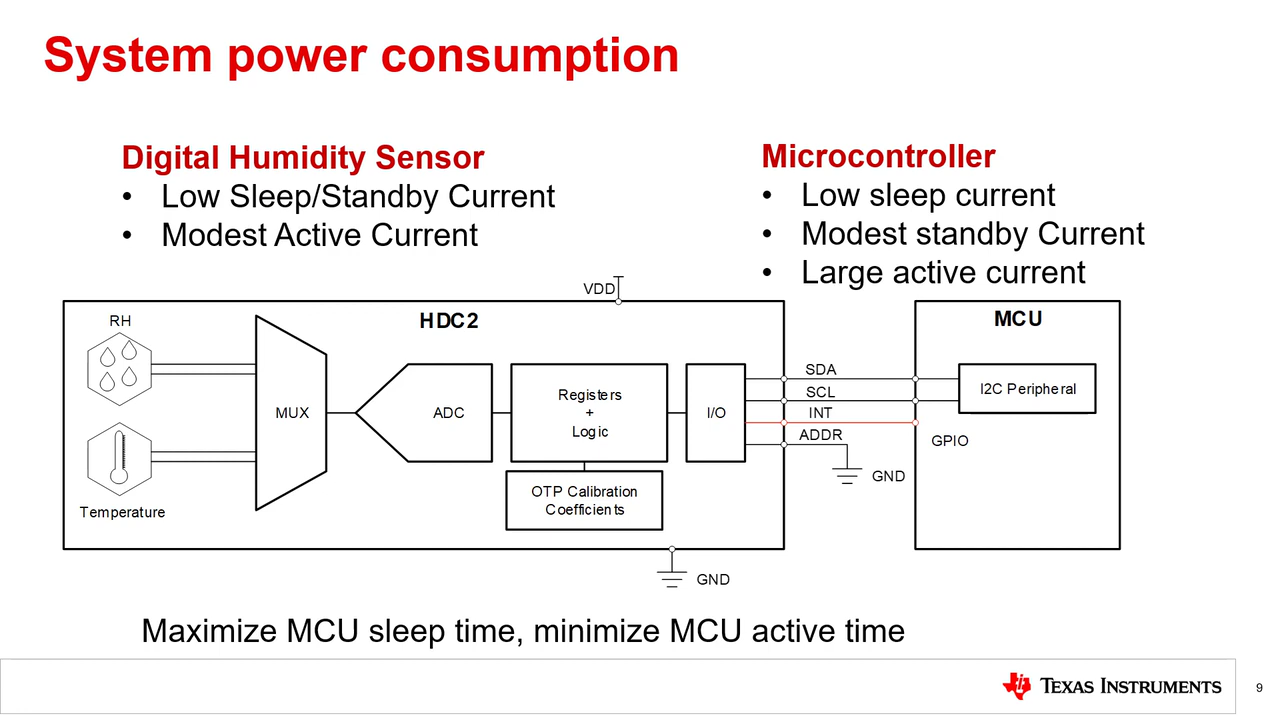 System power consumption
Digital Humidity Sensor
• Low Sleep/Standby Current
• Modest Active Current
Microcontroller
• Low sleep current
• Modest standby Current
• Large active current
VDD
RH
HDC2
MCU
MUX
ADC
Registers
+
Logic
I/O
SDA
SCL
INT
ADDR
I2C Peripheral
GPIO
GND
OTP Calibration
Coefficients
Temperature
GND
Maximize MCU sleep time, minimize MCU active time
TEXAS INSTRUMENTS
9